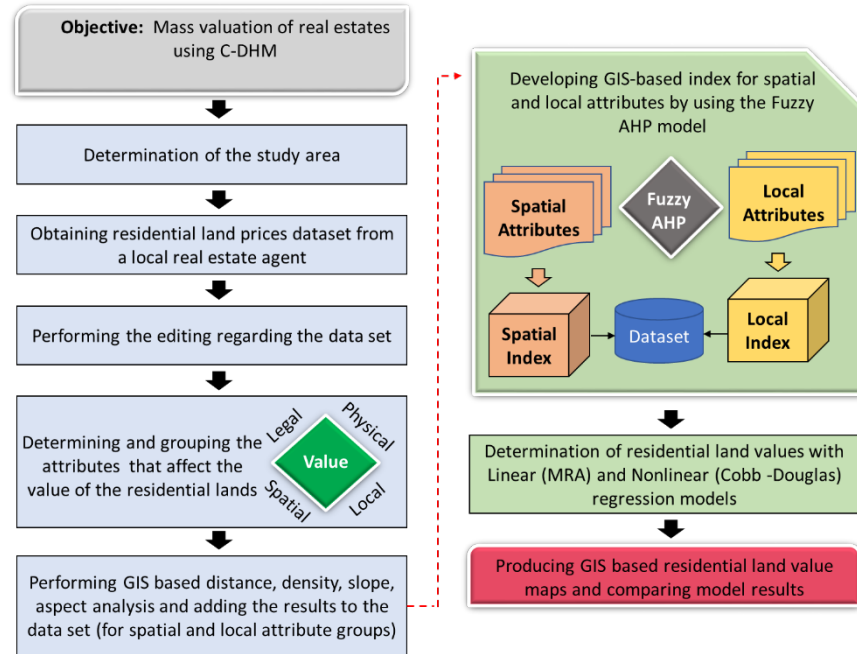 Objective: Mass valuation of real estates
using C-DHM
Determination of the study area
Obtaining residential land prices dataset from
a local real estate agent
Performing the editing regarding the data set
Determining and grouping the
attributes that affect the
value of the residential lands
Legal
Physical
Value
Spatial
Local
Performing GIS based distance, density, slope,
aspect analysis and adding the results to the
data set (for spatial and local attribute groups)
Developing GIS-based index for spatial
and local attributes by using the Fuzzy
AHP model
Spatial
Attributes
Fuzzy
AHP
Local
Attributes
Spatial
Index
Dataset
Local
Index
Determination of residential land values with
Linear (MRA) and Nonlinear (Cobb -Douglas)
regression models
Producing GIS based residential land value
maps and comparing model results